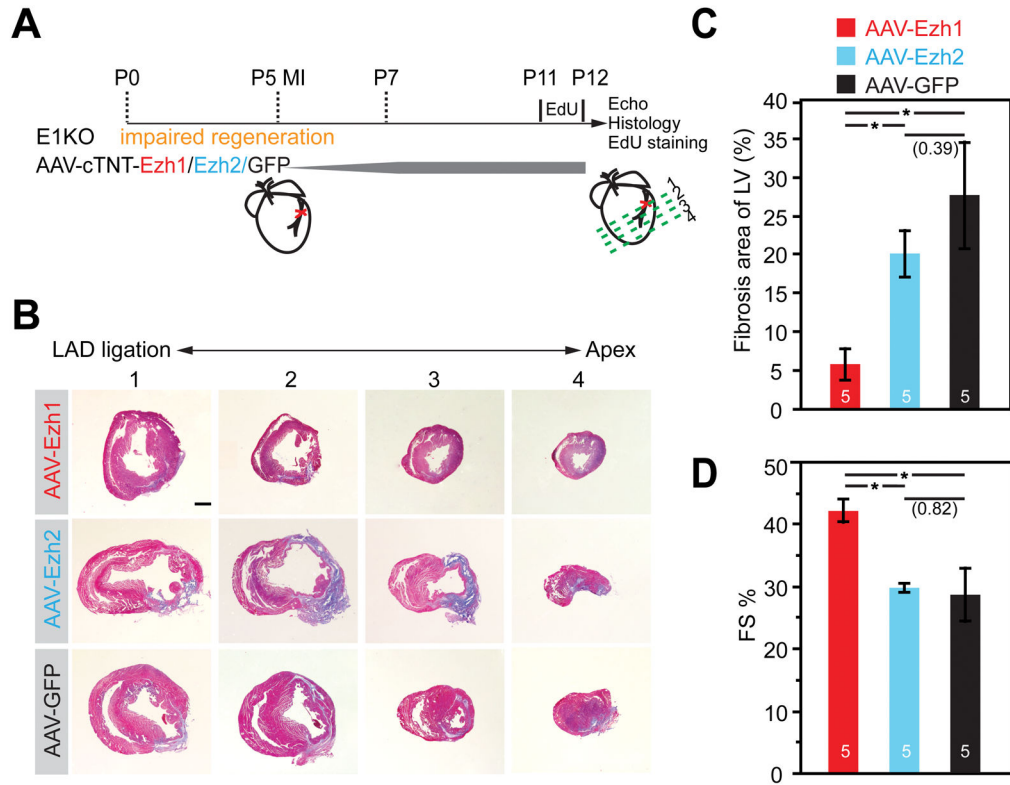 A
P0 P5 MI P7 P11 P12
EdU
Echo
Histology
EdU staining
E1KO impaired regeneration
AAV-cTNT-Ezh1/Ezh2/GFP
1
2
3
4
B
LAD ligation Apex
1 2 3 4
AAV-Ezh1
AAV-Ezh2
AAV-GFP
C
AAV-Ezh1
AAV-Ezh2
AAV-GFP
Fibrosis area of LV (%)
40
35
30
25
20
15
10
5
0
*
*
(0.39)
5 5 5
D
FS %
50
40
30
20
10
0
*
*
(0.82)
5 5 5